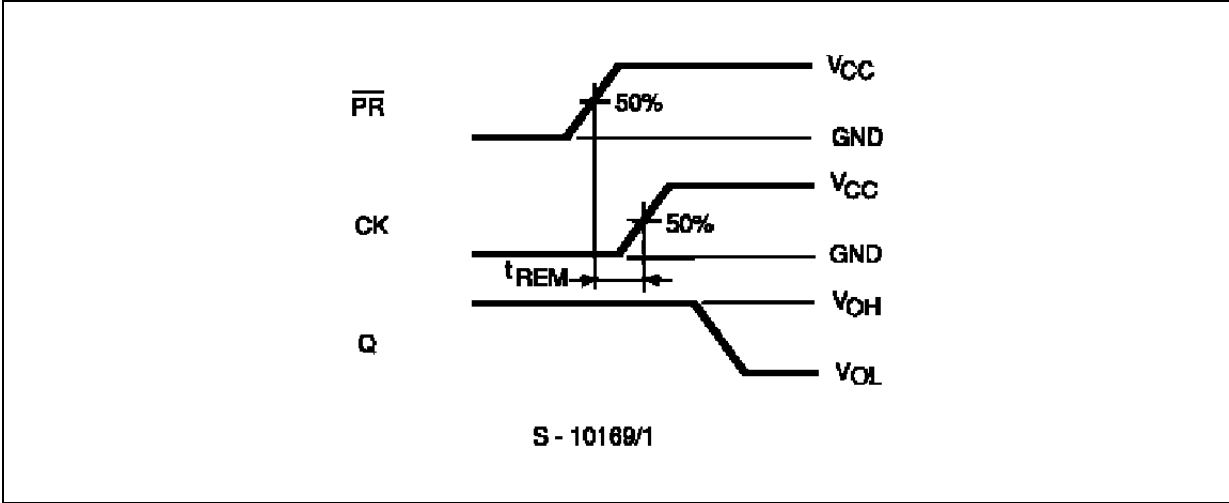 VCC
PR
50%
GND
VCC
CK
50%
GND
tREM
VOH
Q
VOL
S - 10169/1